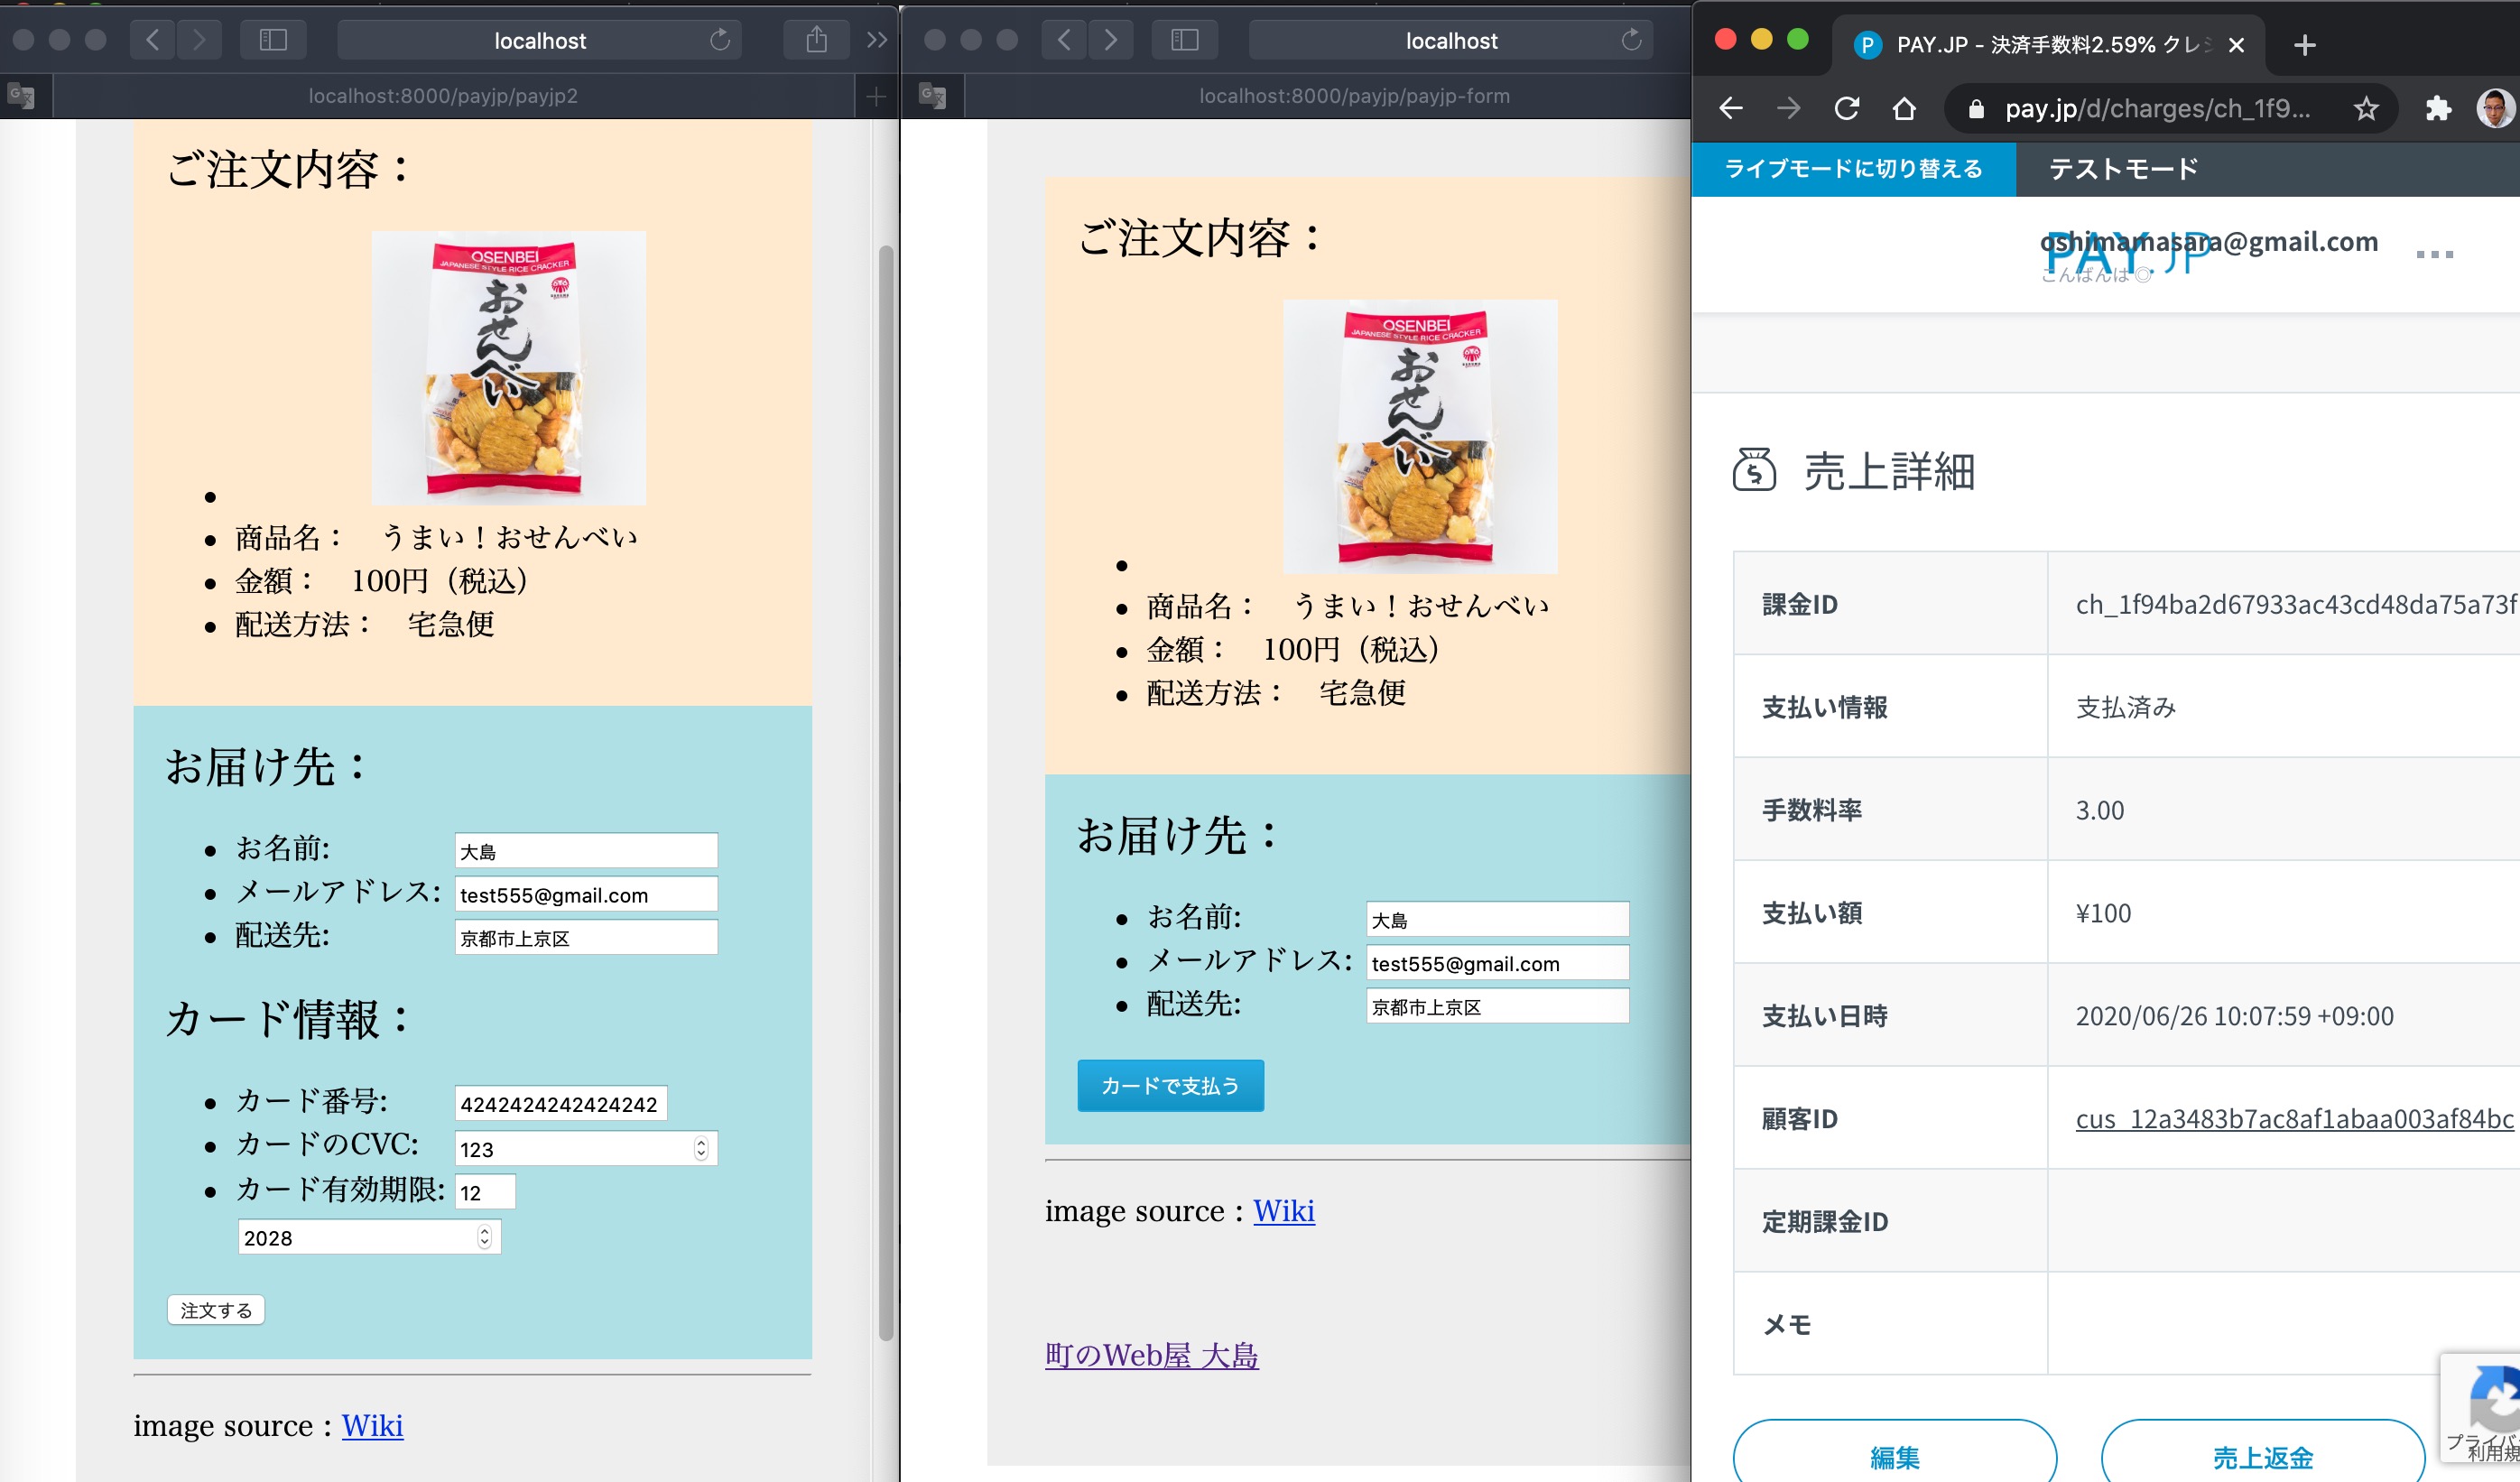 localhost
localhost:8000/payjp/payjp2
ご注文内容：
OSENBEI
JAPANESE STYLE RICE CRACKER
おせんべい
商品名：　うまい！おせんべい
金額：　100円（税込）
配送方法：　宅急便
お届け先：
お名前: 大島
メールアドレス: test555@gmail.com
配送先: 京都市上京区
カード情報：
カード番号: 4242424242424242
カードのCVC: 123
カード有効期限: 12
2028
注文する
image source : Wiki
localhost
localhost:8000/payjp/payjp-form
ご注文内容：
OSENBEI
JAPANESE STYLE RICE CRACKER
おせんべい
商品名：　うまい！おせんべい
金額：　100円（税込）
配送方法：　宅急便
お届け先：
お名前: 大島
メールアドレス: test555@gmail.com
配送先: 京都市上京区
カードで支払う
image source : Wiki
町のWeb屋 大島
P PAY.JP - 決済手数料2.59% クレジ
pay.jp/d/charges/ch_1f9...
ライブモードに切り替える テストモード
PAY.JP
oshimamasara@gmail.com
こんばんは◎
売上詳細
課金ID ch_1f94ba2d67933ac43cd48da75a73f
支払い情報 支払済み
手数料率 3.00
支払い額 ¥100
支払い日時 2020/06/26 10:07:59 +09:00
顧客ID cus_12a3483b7ac8af1abaa003af84bc
定期課金ID
メモ
編集 売上返金
プライバ
利用規